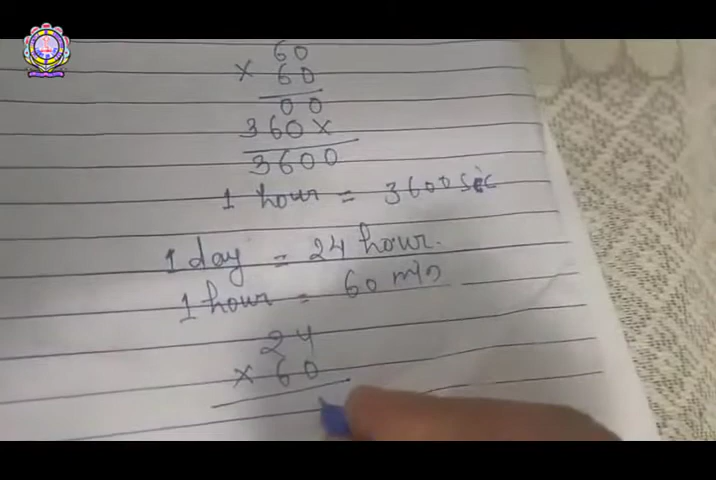 60
× 60
00
360×
3600
1 hour = 3600 sec
1 day = 24 hour.
1 hour = 60 min
24
× 60